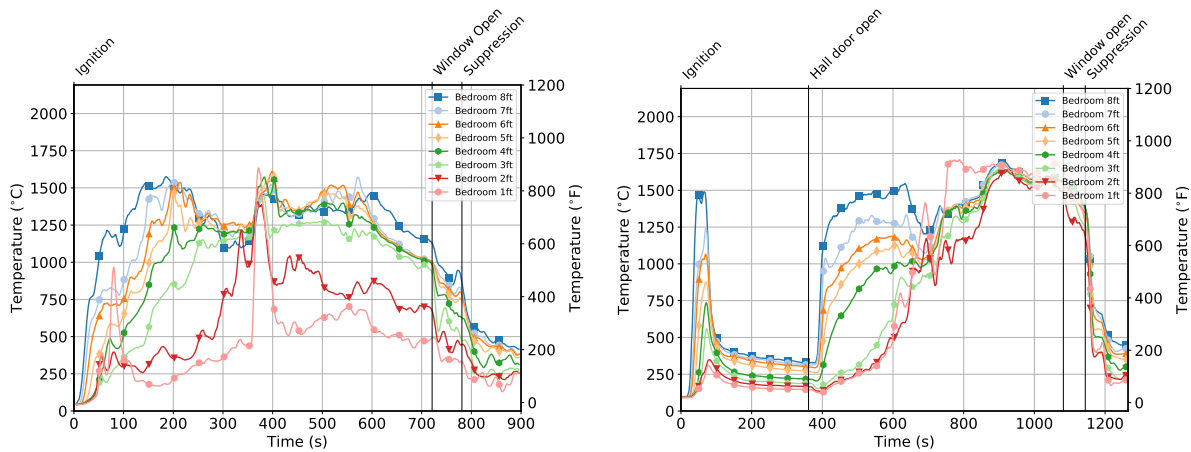 Ignition
Window Open
Suppression
2000
1750
1500
1250
1000
750
500
250
0
Temperature (°C)
0 100 200 300 400 500 600 700 800 900
Time (s)
1200
1000
800
600
400
200
0
Temperature (°F)
Bedroom 8ft
Bedroom 7ft
Bedroom 6ft
Bedroom 5ft
Bedroom 4ft
Bedroom 3ft
Bedroom 2ft
Bedroom 1ft
Ignition
Hall door open
Window open
Suppression
2000
1750
1500
1250
1000
750
500
250
0
Temperature (°C)
0 200 400 600 800 1000 1200
Time (s)
1200
1000
800
600
400
200
0
Temperature (°F)
Bedroom 8ft
Bedroom 7ft
Bedroom 6ft
Bedroom 5ft
Bedroom 4ft
Bedroom 3ft
Bedroom 2ft
Bedroom 1ft